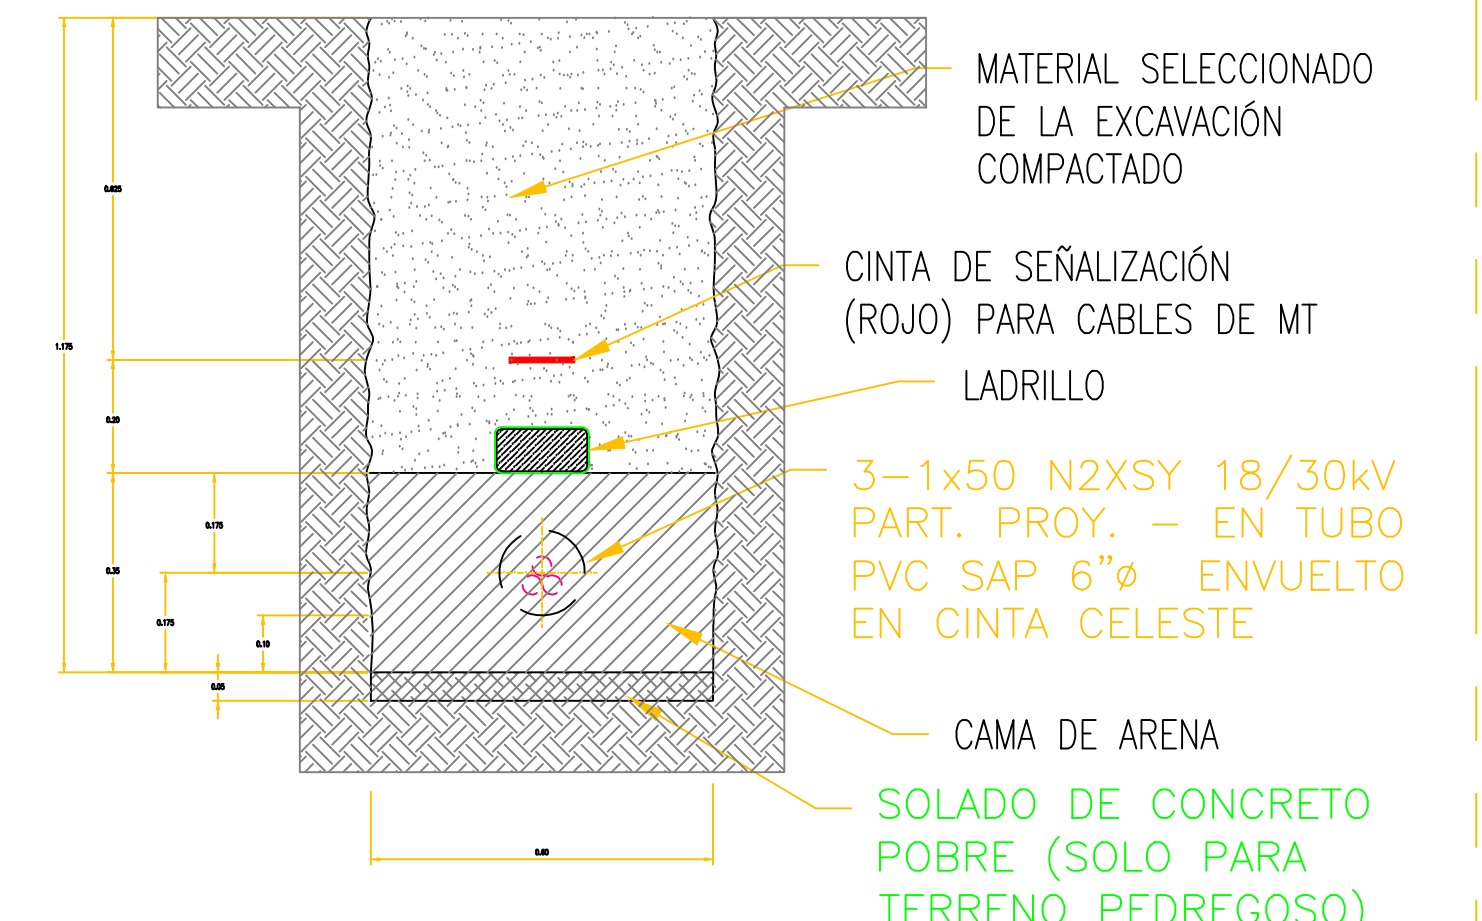 MATERIAL SELECCIONADO
DE LA EXCAVACIÓN
COMPACTADO
0.625
CINTA DE SEÑALIZACIÓN
(ROJO) PARA CABLES DE MT
1.175
LADRILLO
0.20
3-1x50 N2XSY 18/30kV
PART. PROY. - EN TUBO
PVC SAP 6"ø ENVUELTO
EN CINTA CELESTE
0.175
0.35
0.175
0.10
0.05
CAMA DE ARENA
SOLADO DE CONCRETO
POBRE (SOLO PARA
TERRENO PEDREGOSO)
0.60